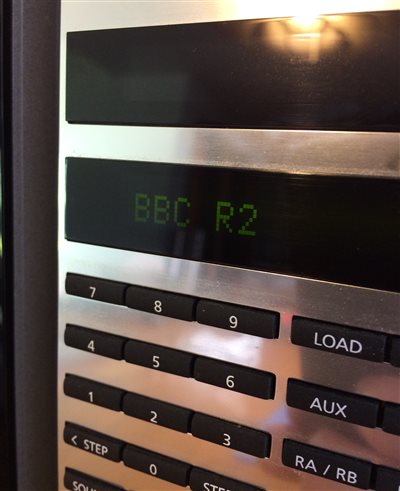 BBC R2
7 8 9 LOAD
4 5 6 AUX
1 2 3 RA / RB
< STEP 0